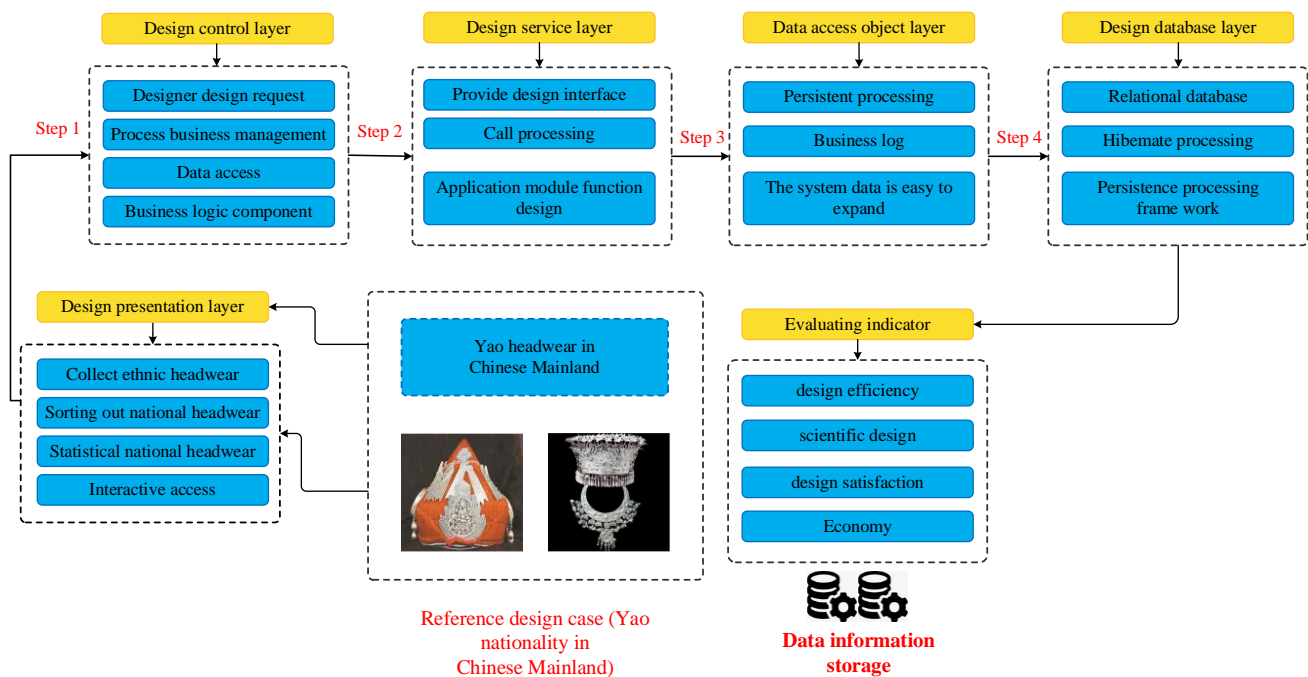 Design control layer
Design service layer
Data access object layer
Design database layer
Step 1
Designer design request
Process business management
Data access
Business logic component
Step 2
Provide design interface
Call processing
Application module function
design
Step 3
Persistent processing
Business log
The system data is easy to
expand
Step 4
Relational database
Hibemate processing
Persistence processing
frame work
Design presentation layer
Collect ethnic headwear
Sorting out national headwear
Statistical national headwear
Interactive access
Yao headwear in
Chinese Mainland
Reference design case (Yao
nationality in
Chinese Mainland)
Evaluating indicator
design efficiency
scientific design
design satisfaction
Economy
Data information
storage